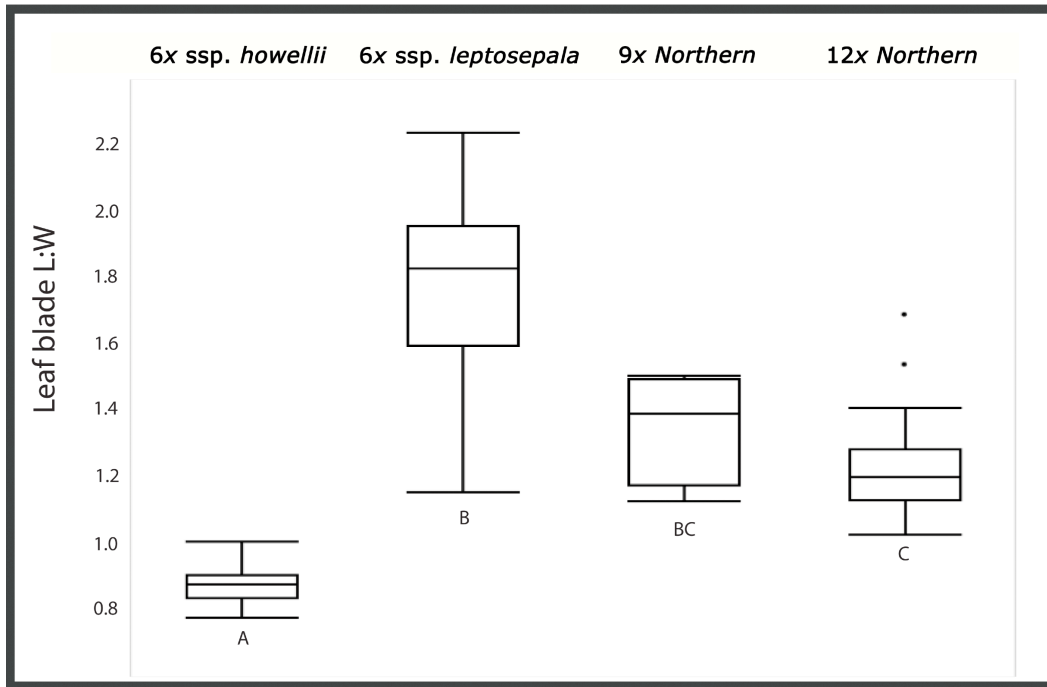 6x ssp. howellii
6x ssp. leptosepala
9x Northern
12x Northern
Leaf blade L:W
2.2
2.0
1.8
1.6
1.4
1.2
1.0
0.8
A
B
BC
C